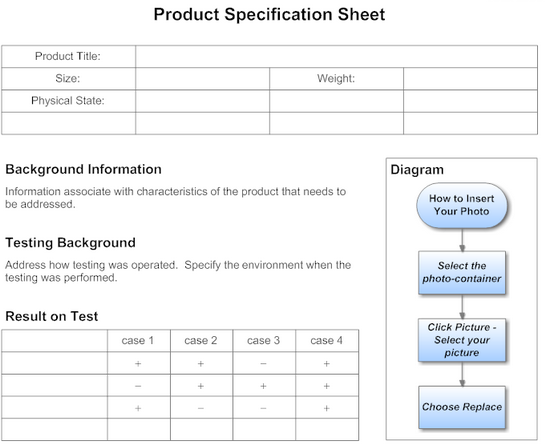 Product Specification Sheet
Product Title:
Size: Weight:
Physical State:
Background Information
Information associate with characteristics of the product that needs to
be addressed.
Testing Background
Address how testing was operated. Specify the environment when the
testing was performed.
Result on Test
case 1 case 2 case 3 case 4
+ + − +
− + + +
+ − − +
Diagram
How to Insert
Your Photo
Select the
photo-container
Click Picture -
Select your
picture
Choose Replace